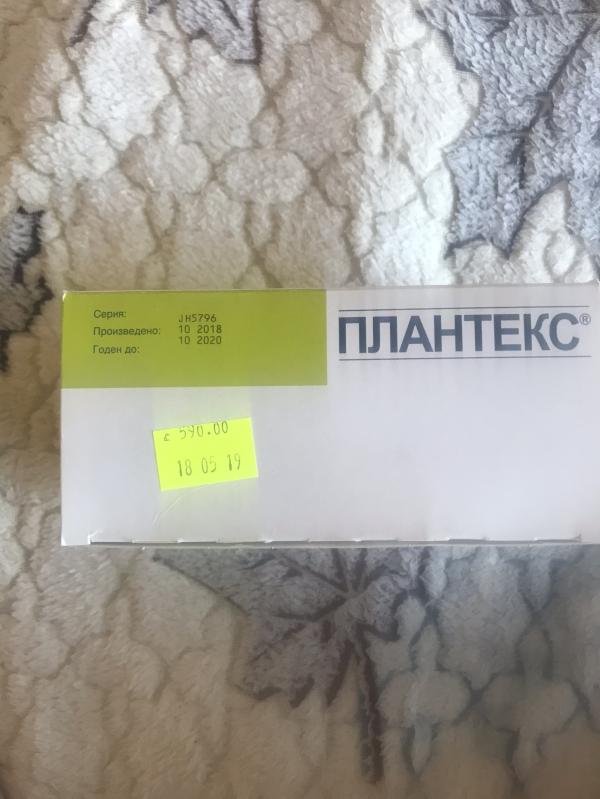 Серия: JH5796
Произведено: 10 2018
Годен до: 10 2020
ПЛАНТЕКС®
590.00
18 05 19